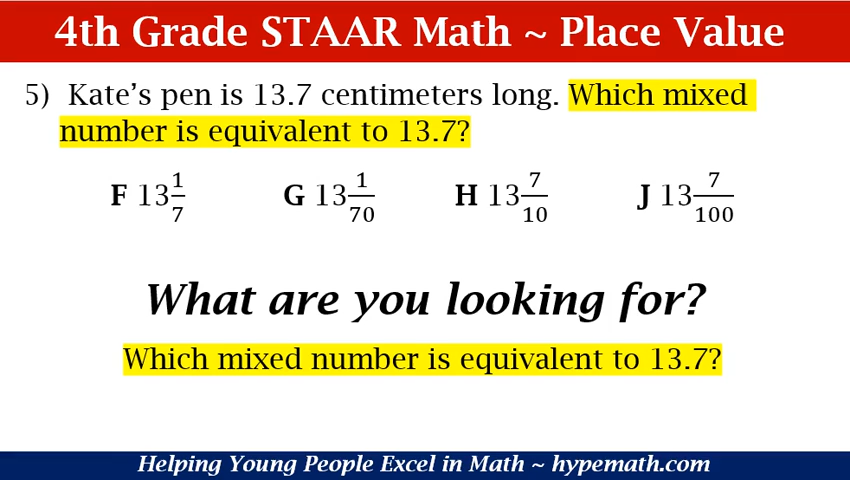 4th Grade STAAR Math ~ Place Value
5) Kate's pen is 13.7 centimeters long. Which mixed
number is equivalent to 13.7?
F 13 1/7 G 13 1/70 H 13 7/10 J 13 7/100
What are you looking for?
Which mixed number is equivalent to 13.7?
Helping Young People Excel in Math ~ hypemath.com